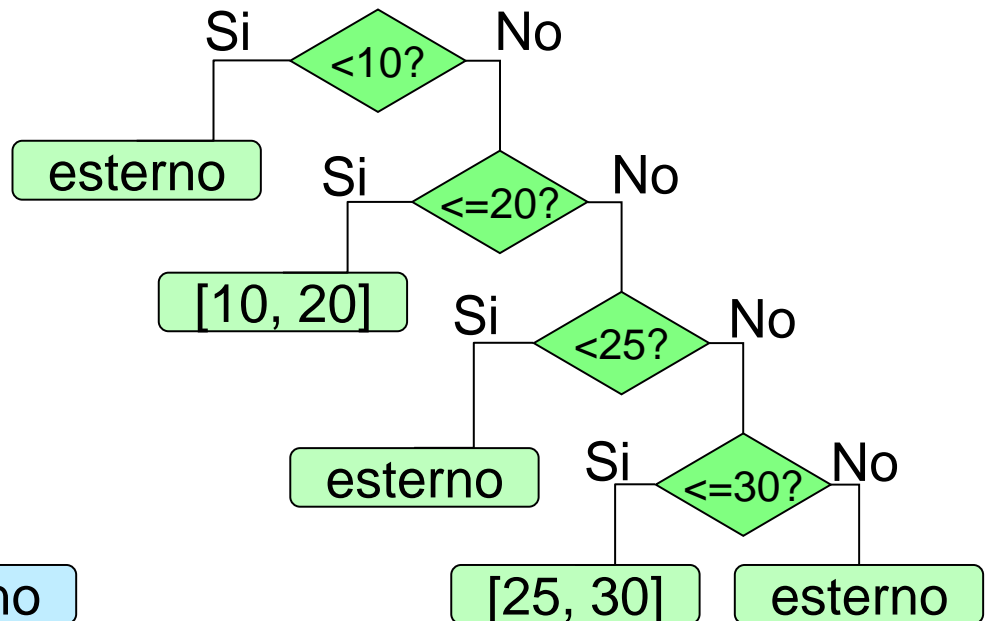 Si
No
<10?
esterno
Si
No
<=20?
[10, 20]
Si
No
<25?
esterno
Si
No
<=30?
no
[25, 30]
esterno